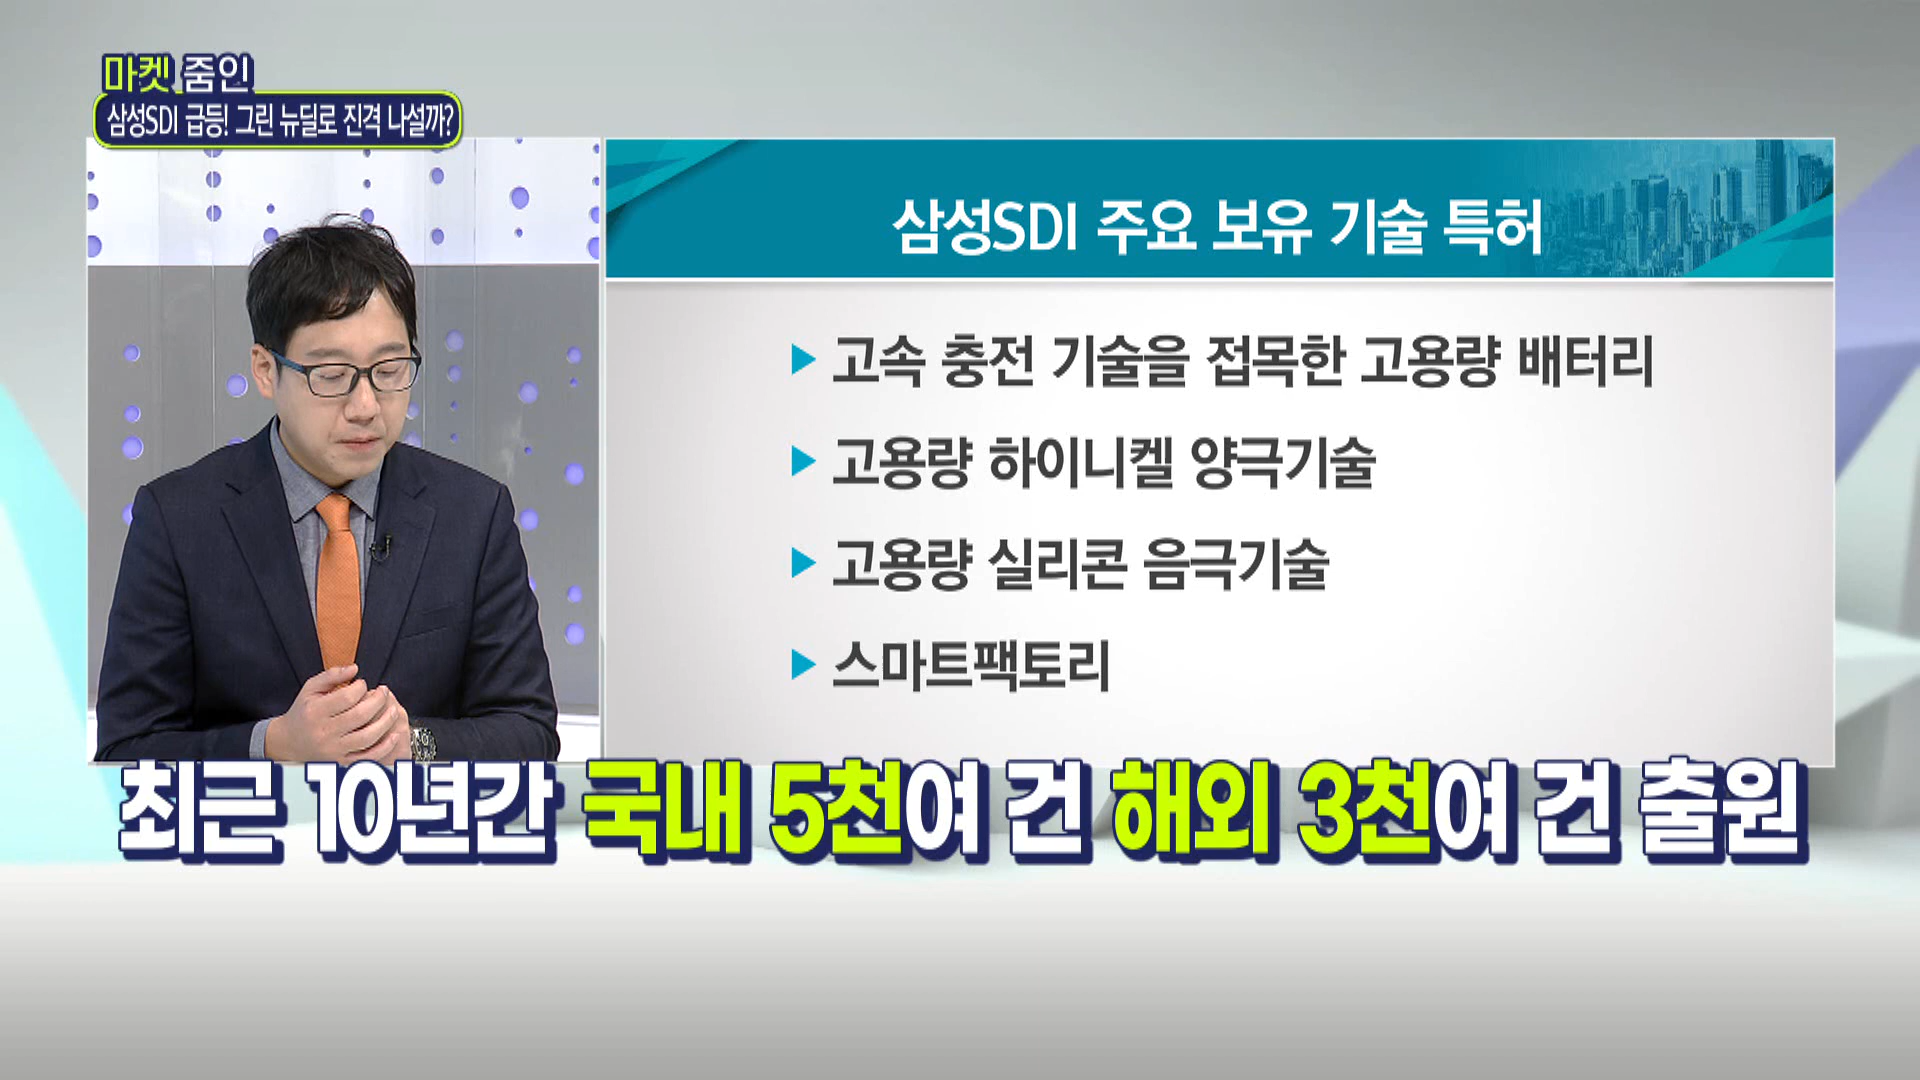 마켓 줌인
삼성SDI 급등! 그린 뉴딜로 진격 나설까?
삼성SDI 주요 보유 기술 특허
▶ 고속 충전 기술을 접목한 고용량 배터리
▶ 고용량 하이니켈 양극기술
▶ 고용량 실리콘 음극기술
▶ 스마트팩토리
최근 10년간 국내 5천여 건 해외 3천여 건 출원